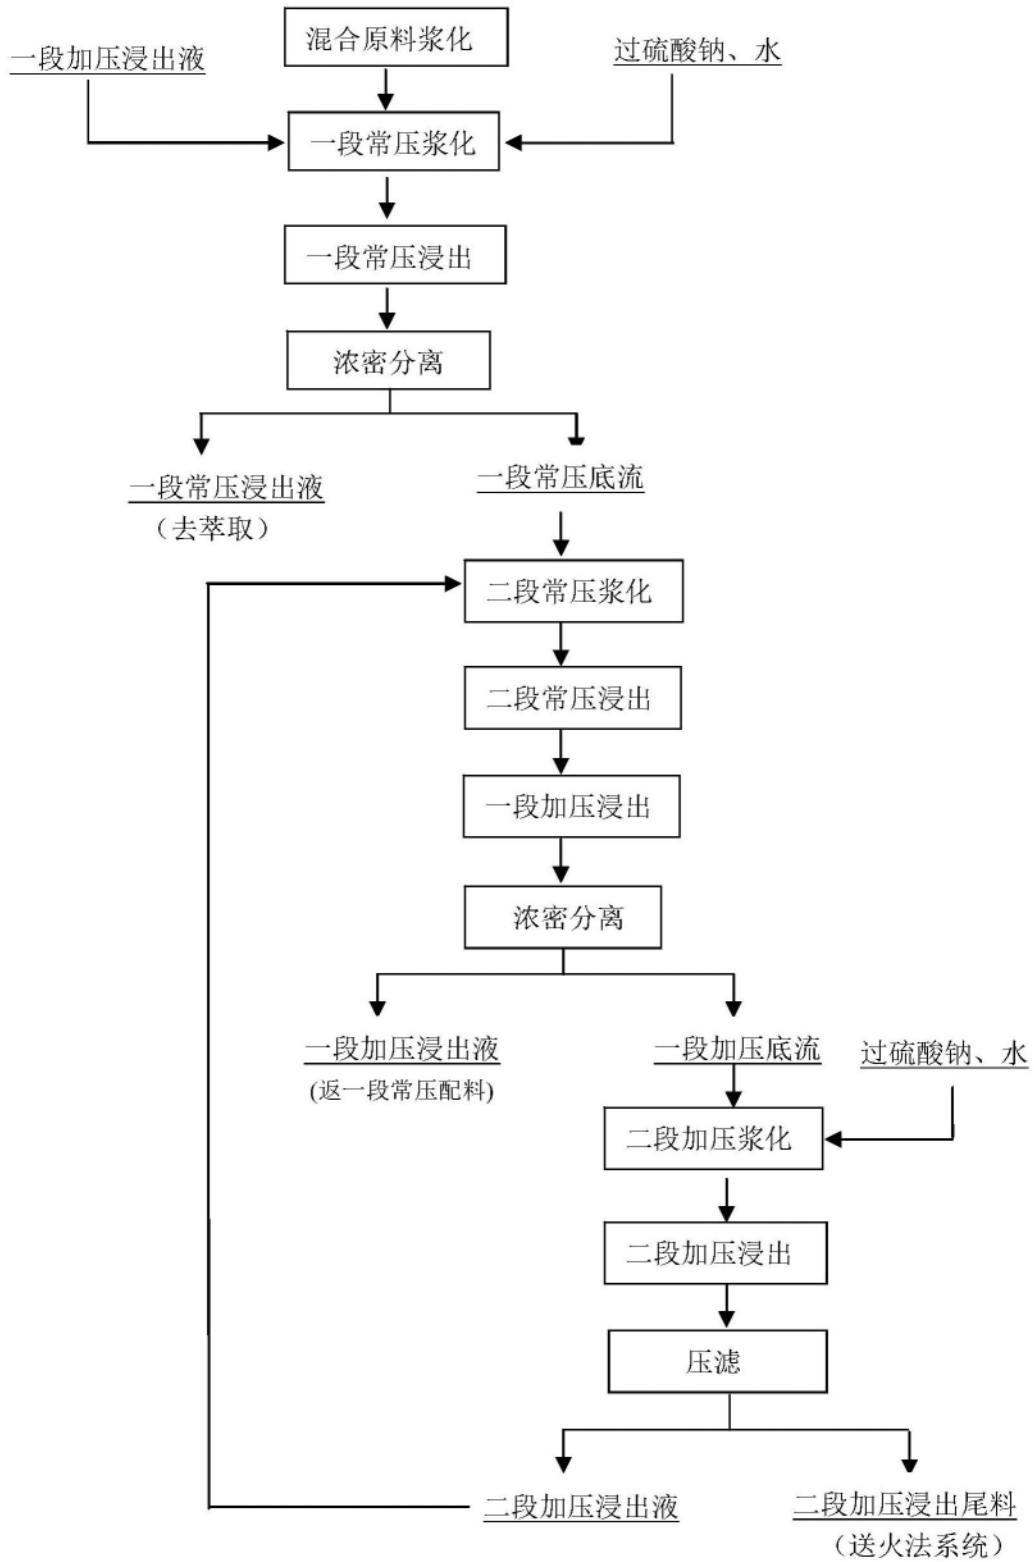 混合原料浆化
一段加压浸出液
过硫酸钠、水
一段常压浆化
一段常压浸出
浓密分离
一段常压浸出液
（去萃取）
一段常压底流
二段常压浆化
二段常压浸出
一段加压浸出
浓密分离
一段加压浸出液
(返一段常压配料)
一段加压底流
过硫酸钠、水
二段加压浆化
二段加压浸出
压滤
二段加压浸出液
二段加压浸出尾料
（送火法系统）